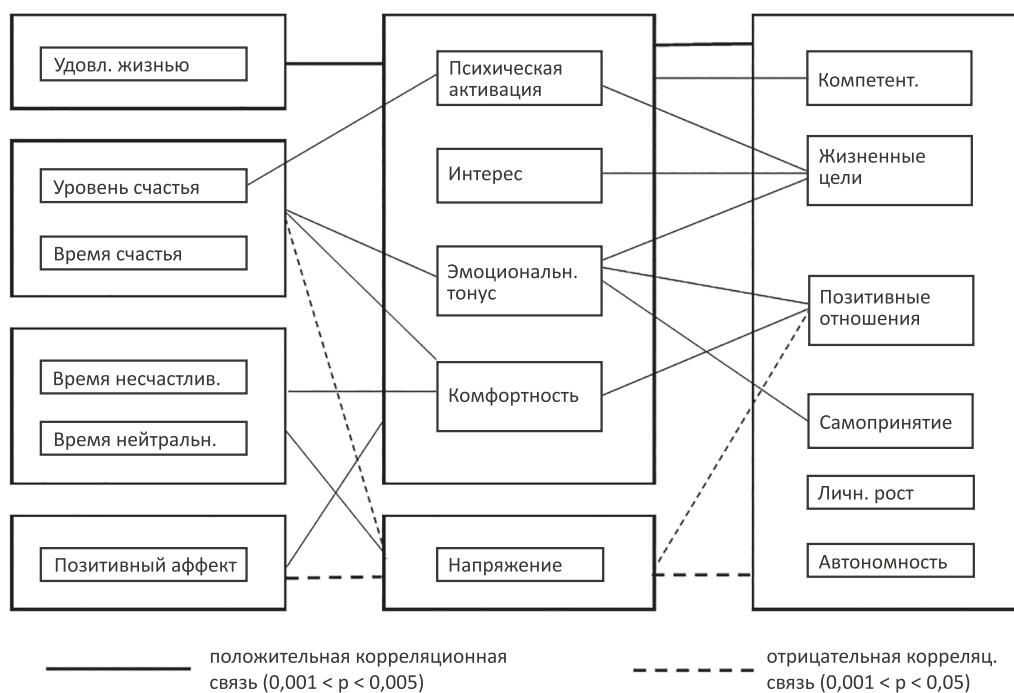 Удовл. жизнью
Уровень счастья
Время счастья
Время несчастлив.
Время нейтральн.
Позитивный аффект
Психическая
активация
Интерес
Эмоциональн.
тонус
Комфортность
Напряжение
Компетент.
Жизненные
цели
Позитивные
отношения
Самопринятие
Личн. рост
Автономность
положительная корреляционная
связь (0,001 < p < 0,005)
отрицательная корреляц.
связь (0,001 < p < 0,05)